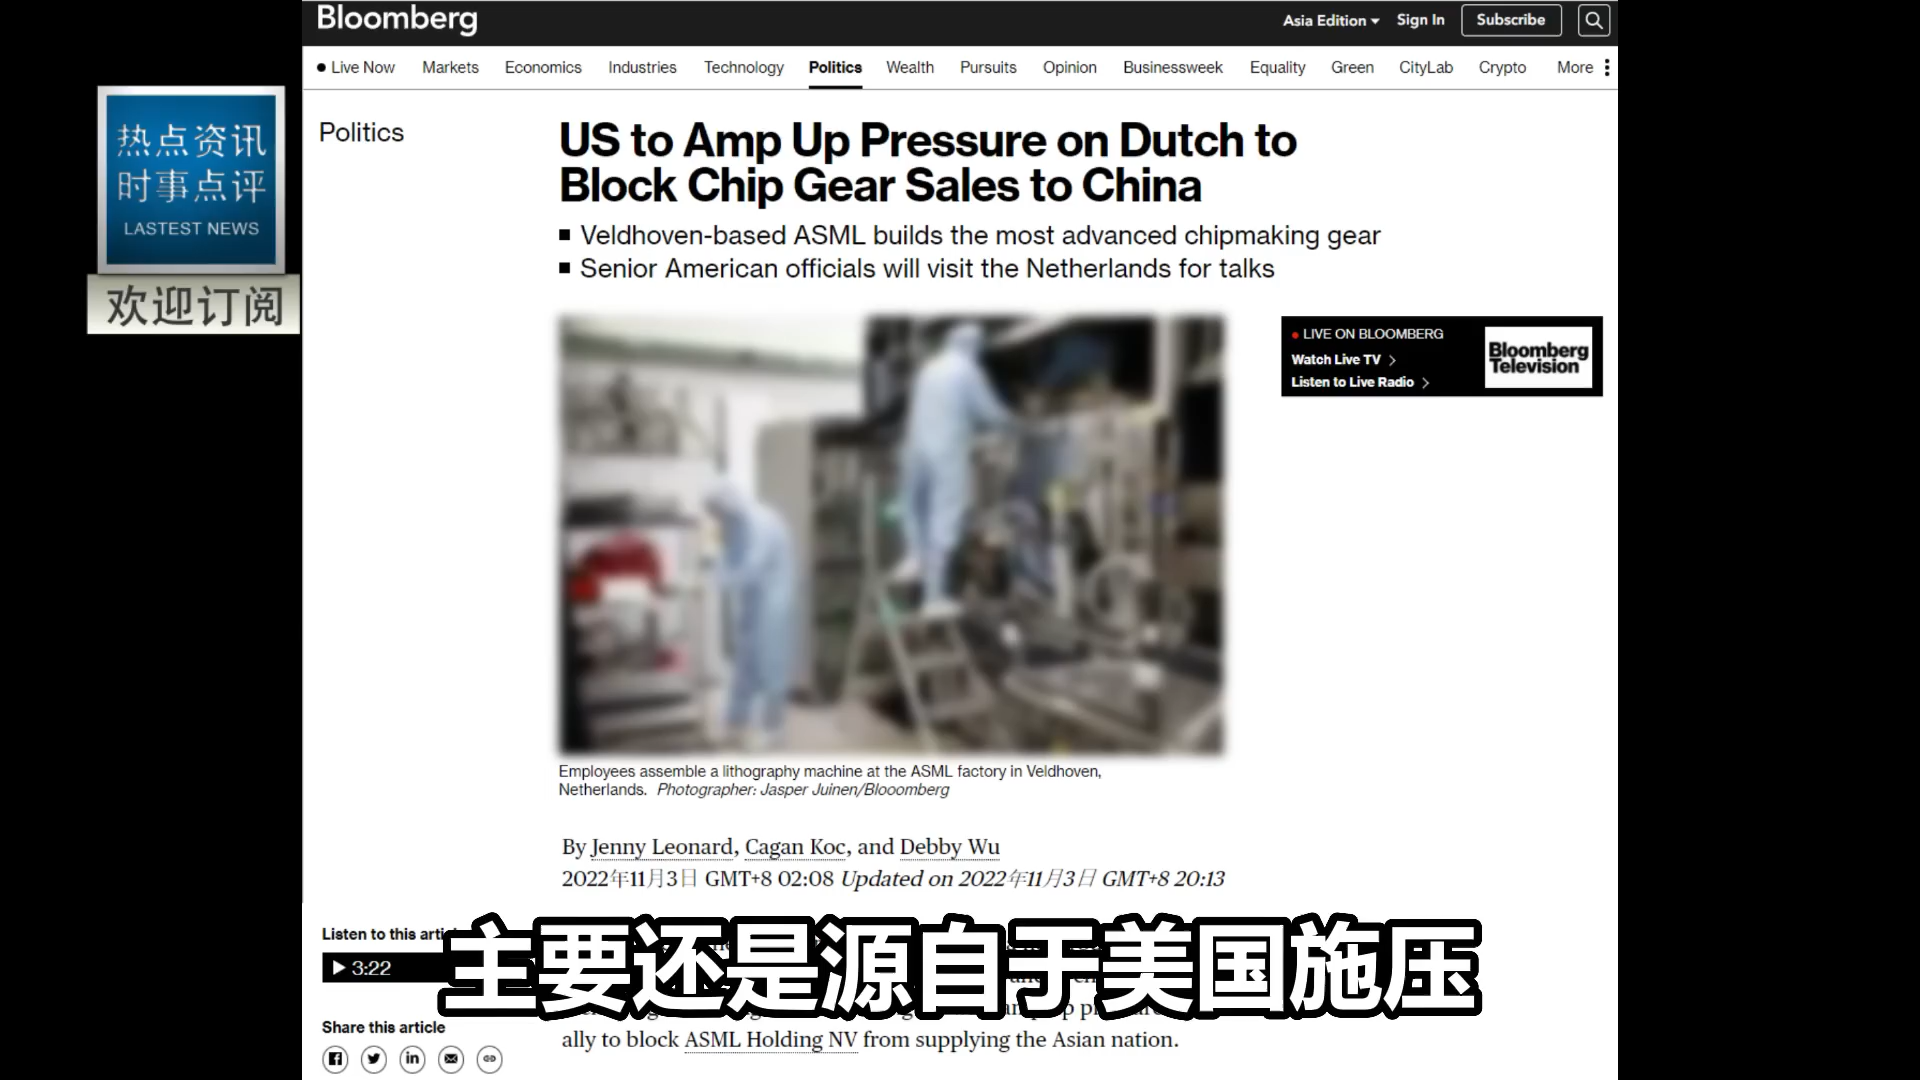 Bloomberg
Asia Edition
Sign In
Subscribe
Live Now
Markets
Economics
Industries
Technology
Politics
Wealth
Pursuits
Opinion
Businessweek
Equality
Green
CityLab
Crypto
More
热点资讯
时事点评
LASTEST NEWS
欢迎订阅
Politics
US to Amp Up Pressure on Dutch to
Block Chip Gear Sales to China
Veldhoven-based ASML builds the most advanced chipmaking gear
Senior American officials will visit the Netherlands for talks
LIVE ON BLOOMBERG
Watch Live TV
Listen to Live Radio
Bloomberg
Television
Employees assemble a lithography machine at the ASML factory in Veldhoven,
Netherlands. Photographer: Jasper Juinen/Blooomberg
By Jenny Leonard, Cagan Koc, and Debby Wu
2022年11月3日 GMT+8 02:08 Updated on 2022年11月3日 GMT+8 20:13
Listen to this
3:22
主要还是源自于美国施压
Share this article
ally to block ASML Holding NV from supplying the Asian nation.